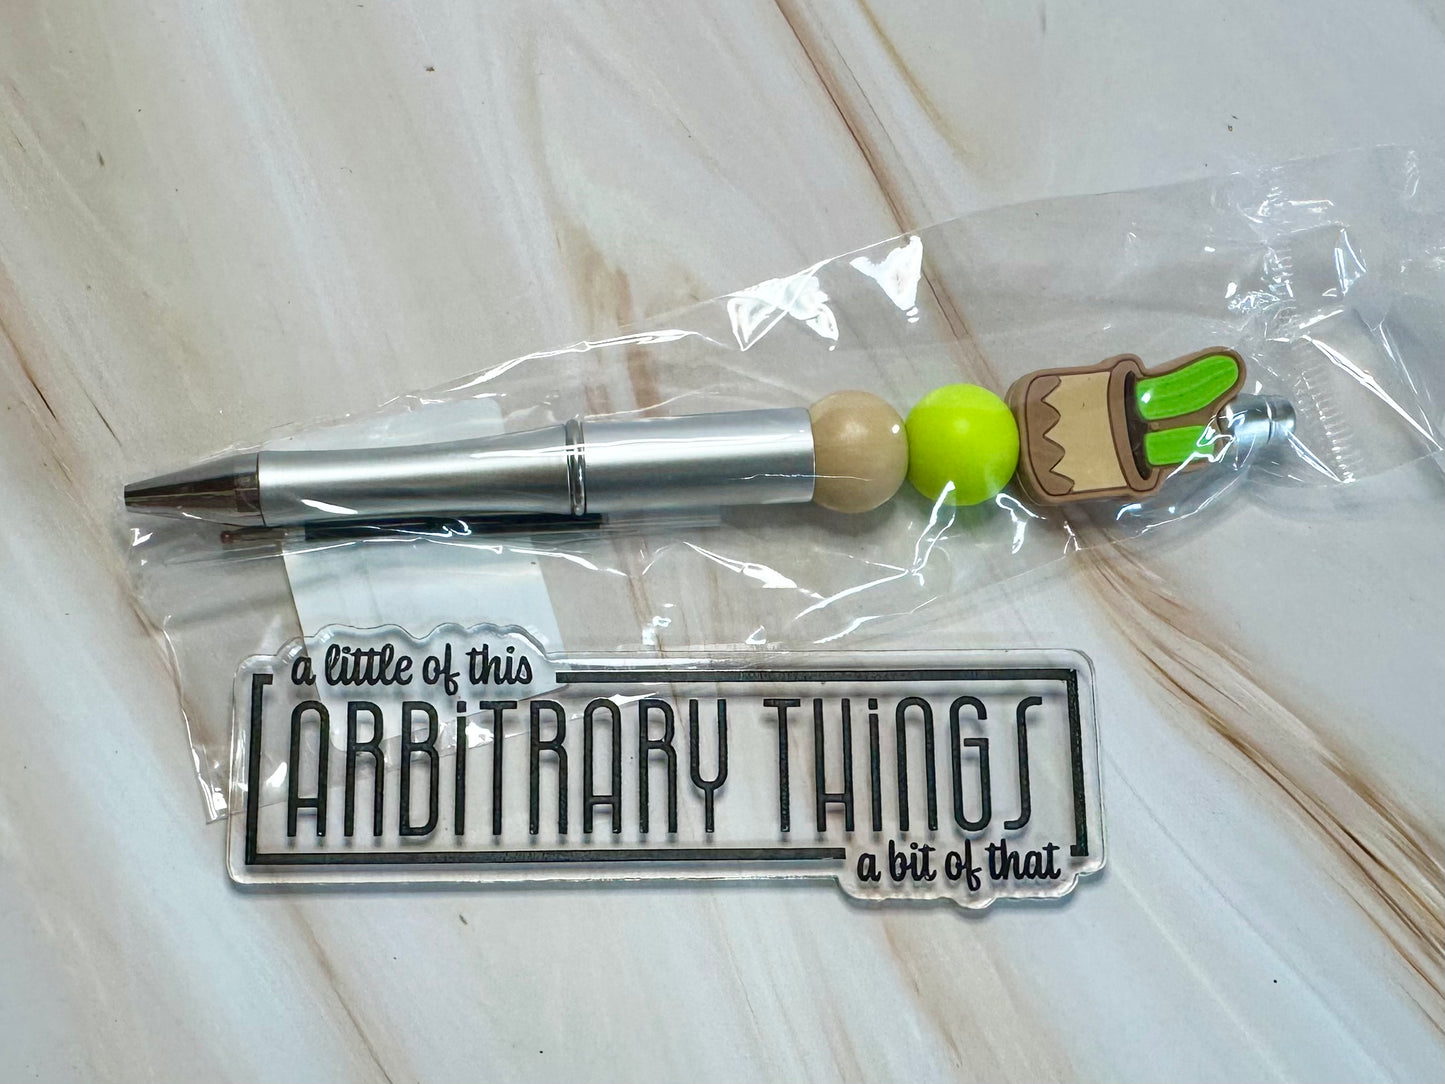 a little of this
ARBiTRARY THiNGS
a bit of that